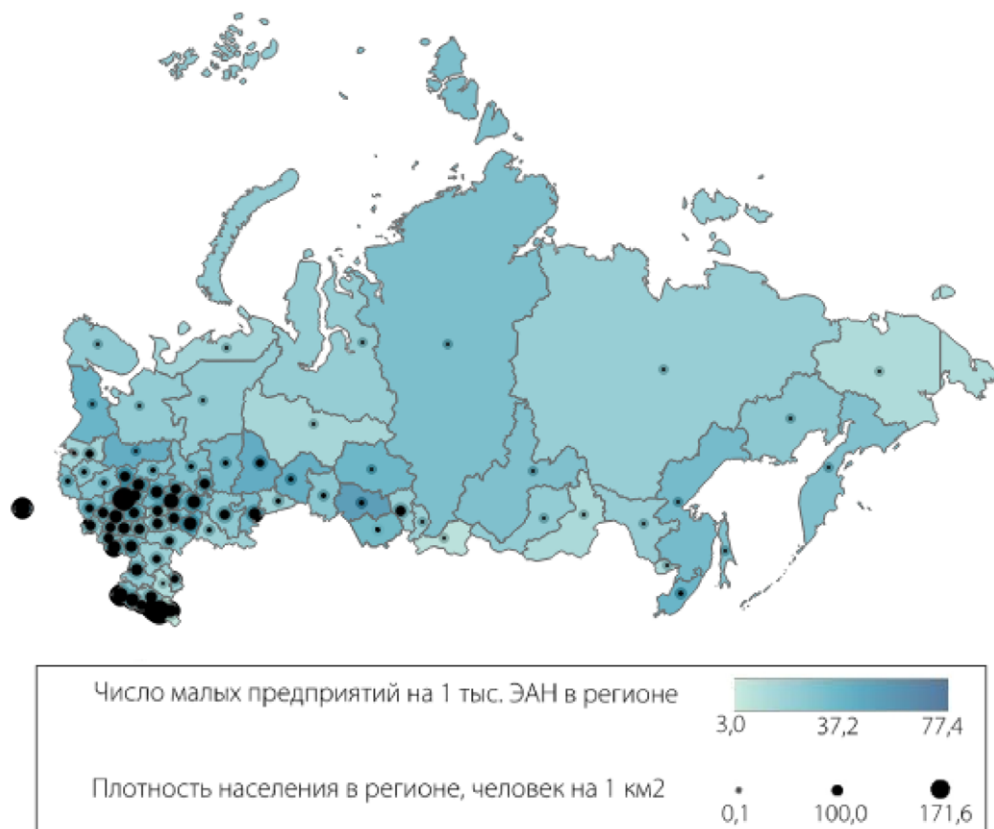 Число малых предприятий на 1 тыс. ЭАН в регионе
3,0 37,2 77,4
Плотность населения в регионе, человек на 1 км2
0,1 100,0 171,6